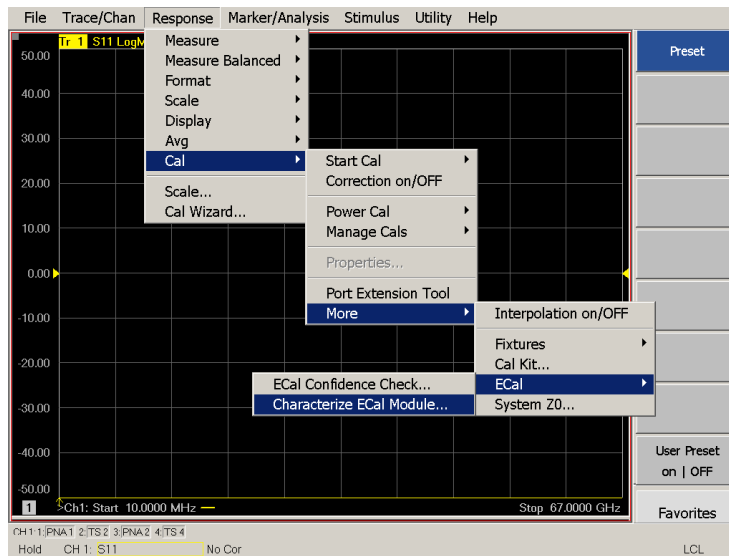 File Trace/Chan Response Marker/Analysis Stimulus Utility Help
Tr 1 S11 LogM
50.00
40.00
30.00
20.00
10.00
0.00
-10.00
-20.00
-30.00
-40.00
-50.00
Measure
Measure Balanced
Format
Scale
Display
Avg
Cal
Scale...
Cal Wizard...
Start Cal
Correction on/OFF
Power Cal
Manage Cals
Properties...
Port Extension Tool
More
Interpolation on/OFF
Fixtures
Cal Kit...
ECal
System Z0...
ECal Confidence Check...
Characterize ECal Module...
Preset
User Preset
on | OFF
Favorites
1 >Ch1: Start 10.0000 MHz Stop 67.0000 GHz
CH 1: 1: PNA 1 2: TS 2 3: PNA 2 4: TS 4
Hold CH 1: S11 No Cor LCL